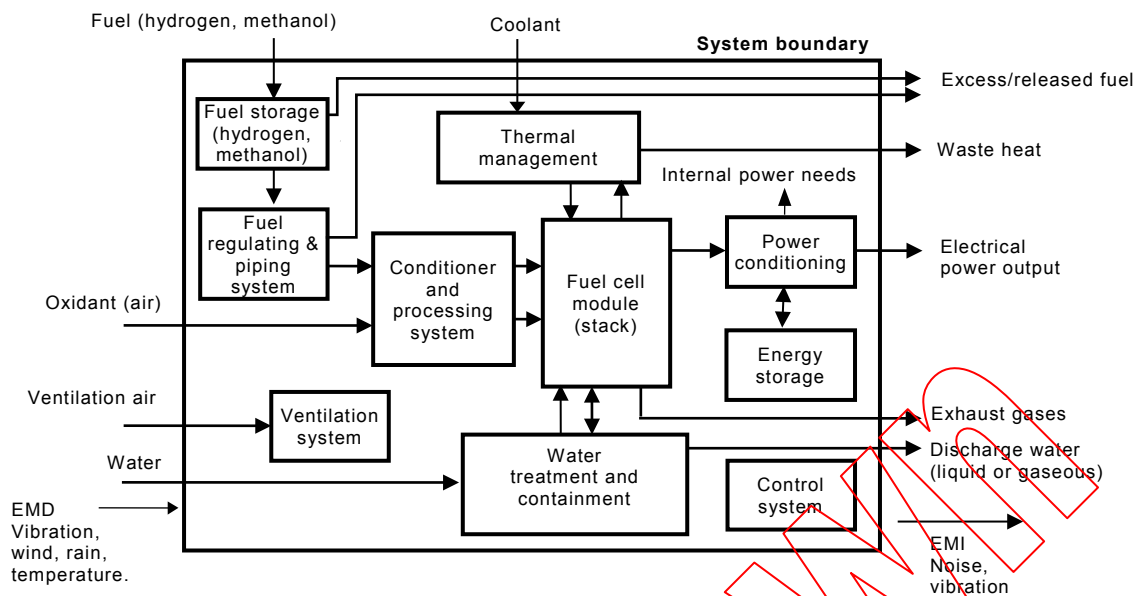 Fuel (hydrogen, methanol)
Coolant
System boundary
Fuel storage
(hydrogen,
methanol)
Excess/released fuel
Thermal
management
Waste heat
Internal power needs
Fuel
regulating &
piping
system
Conditioner
and
processing
system
Fuel cell
module
(stack)
Power
conditioning
Electrical
power output
Oxidant (air)
Energy
storage
Ventilation air
Ventilation
system
Exhaust gases
Water
Water
treatment and
containment
Discharge water
(liquid or gaseous)
Control
system
EMD
Vibration,
wind, rain,
temperature.
EMI
Noise,
vibration